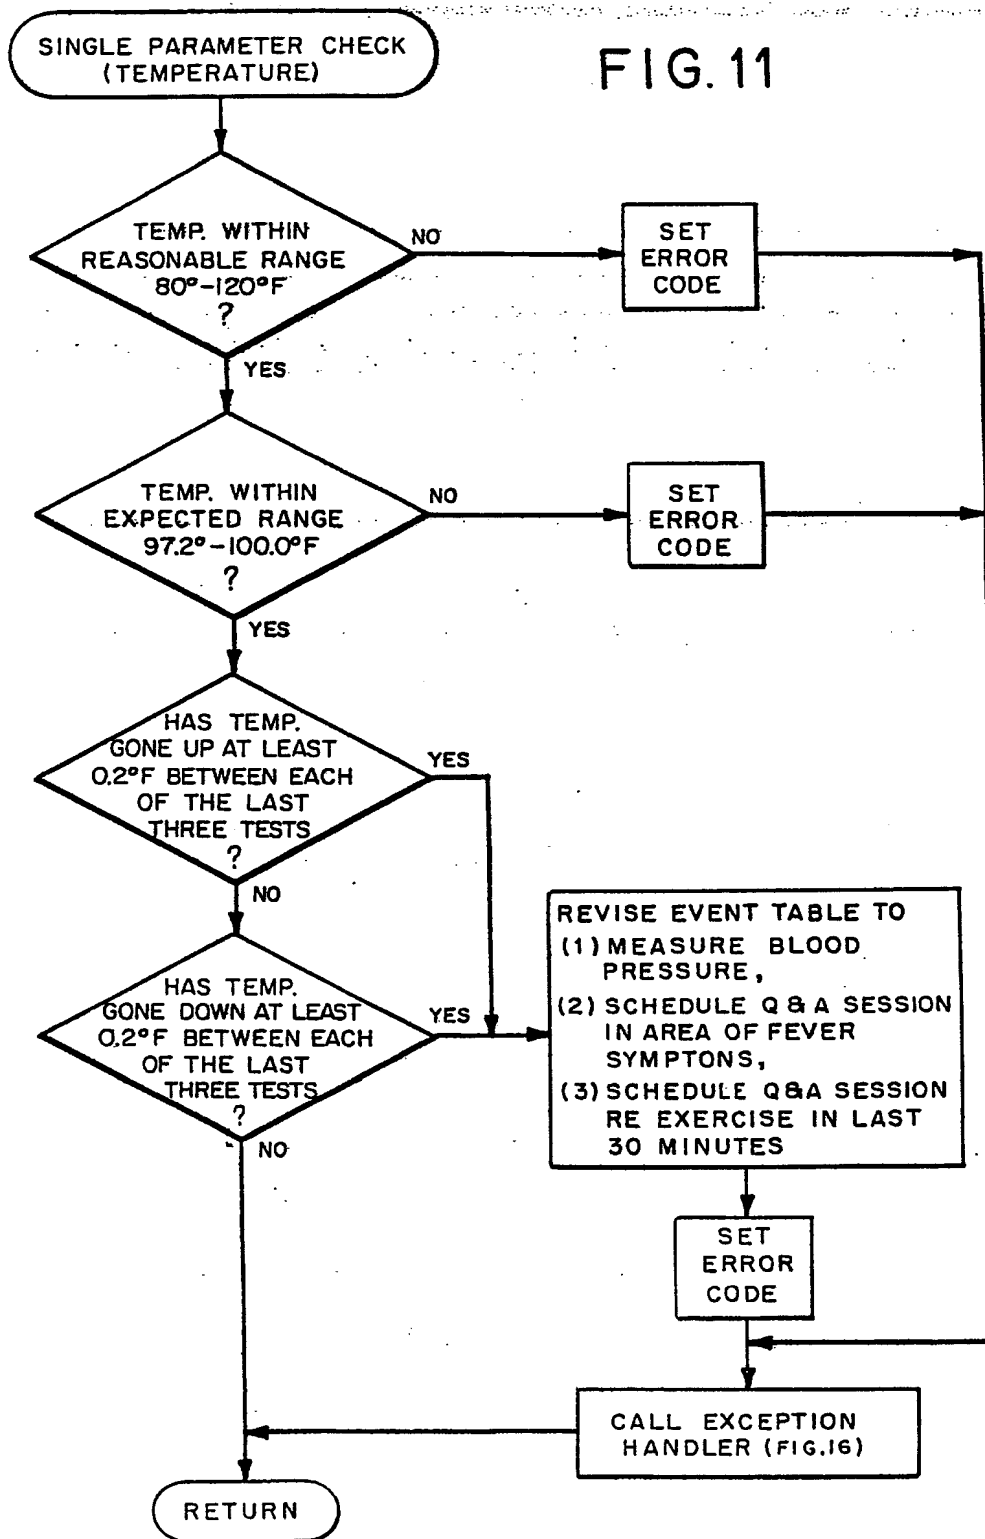 SINGLE PARAMETER CHECK
(TEMPERATURE)
FIG. 11
TEMP. WITHIN
REASONABLE RANGE
80°-120°F
?
NO
SET
ERROR
CODE
YES
TEMP. WITHIN
EXPECTED RANGE
97.2°-100.0°F
?
NO
SET
ERROR
CODE
YES
HAS TEMP.
GONE UP AT LEAST
0.2°F BETWEEN EACH
OF THE LAST
THREE TESTS
?
YES
NO
HAS TEMP.
GONE DOWN AT LEAST
0.2°F BETWEEN EACH
OF THE LAST
THREE TESTS
?
YES
NO
REVISE EVENT TABLE TO
(1) MEASURE BLOOD
PRESSURE,
(2) SCHEDULE Q & A SESSION
IN AREA OF FEVER
SYMPTONS,
(3) SCHEDULE Q&A SESSION
RE EXERCISE IN LAST
30 MINUTES
SET
ERROR
CODE
CALL EXCEPTION
HANDLER (FIG.16)
RETURN